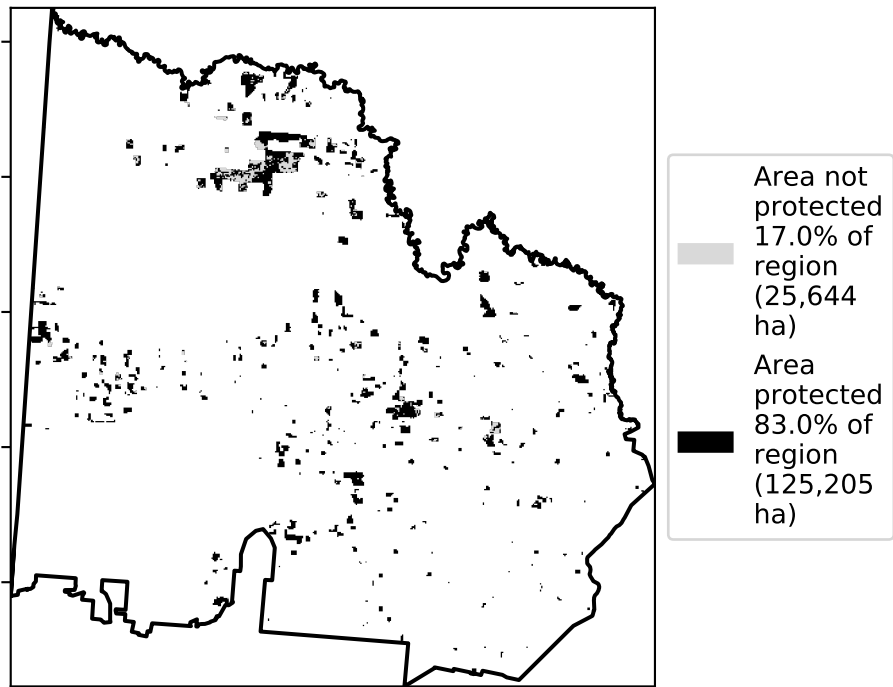 Area not
protected
17.0% of
region
(25,644
ha)
Area
protected
83.0% of
region
(125,205
ha)